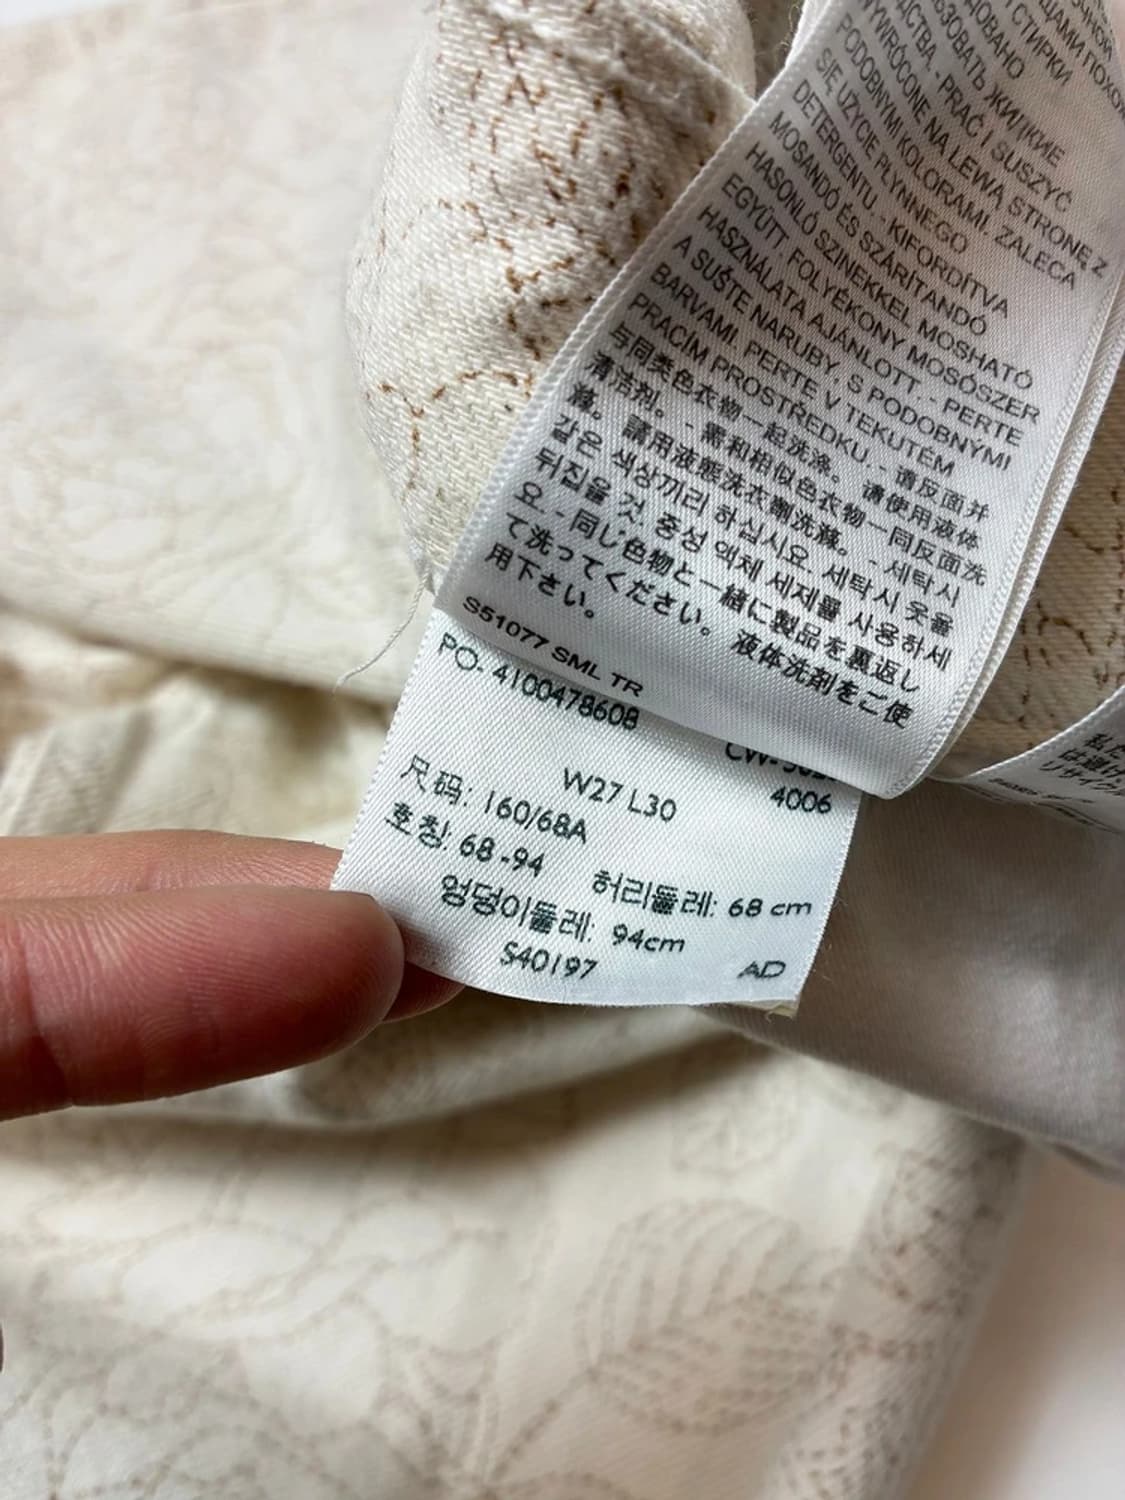 ЩАМИ ПОХОЖ
СТИРКИ
ЗОВАТЬ ЖИДКИЕ
- PRAĆ I SUSZYĆ
WYWRÓCONE NA LEWĄ STRONĘ Z
PODOBNYMI KOLORAMI. ZALECA
SIĘ UŻYCIE PŁYNNEGO
DETERGENTU. - KIFORDÍTVA
MOSANDÓ ÉS SZÁRÍTANDÓ
HASONLÓ SZINEKKEL MOSHATÓ
EGYÜTT. FOLYÉKONY MOSÓSZER
HASZNÁLATA AJÁNLOTT. - PERTE
A SUŠTE NARUBY, S PODOBNÝMI
BARVAMI. PERTE V TEKUTÉM
PRACÍM PROSTŘEDKU. - 请反面并
与同类色衣物一起洗涤。 请使用液体
清洁剂。 - 需和相似色衣物一同反面洗
滌。 請用液態洗衣劑洗滌。 - 세탁시
같은 색상끼리 하십시요. 세탁시 옷을
뒤집을 것. 중성 액체 세제를 사용하세
요. - 同じ色物と一緒に製品を裏返し
て洗ってください。 液体洗剤をご使
用下さい。
S51077 SML TR
PO- 4100478608
4006
W27 L30
尺码: 160/68A
호칭: 68-94
허리둘레: 68 cm
엉덩이둘레: 94cm
S40197
AD